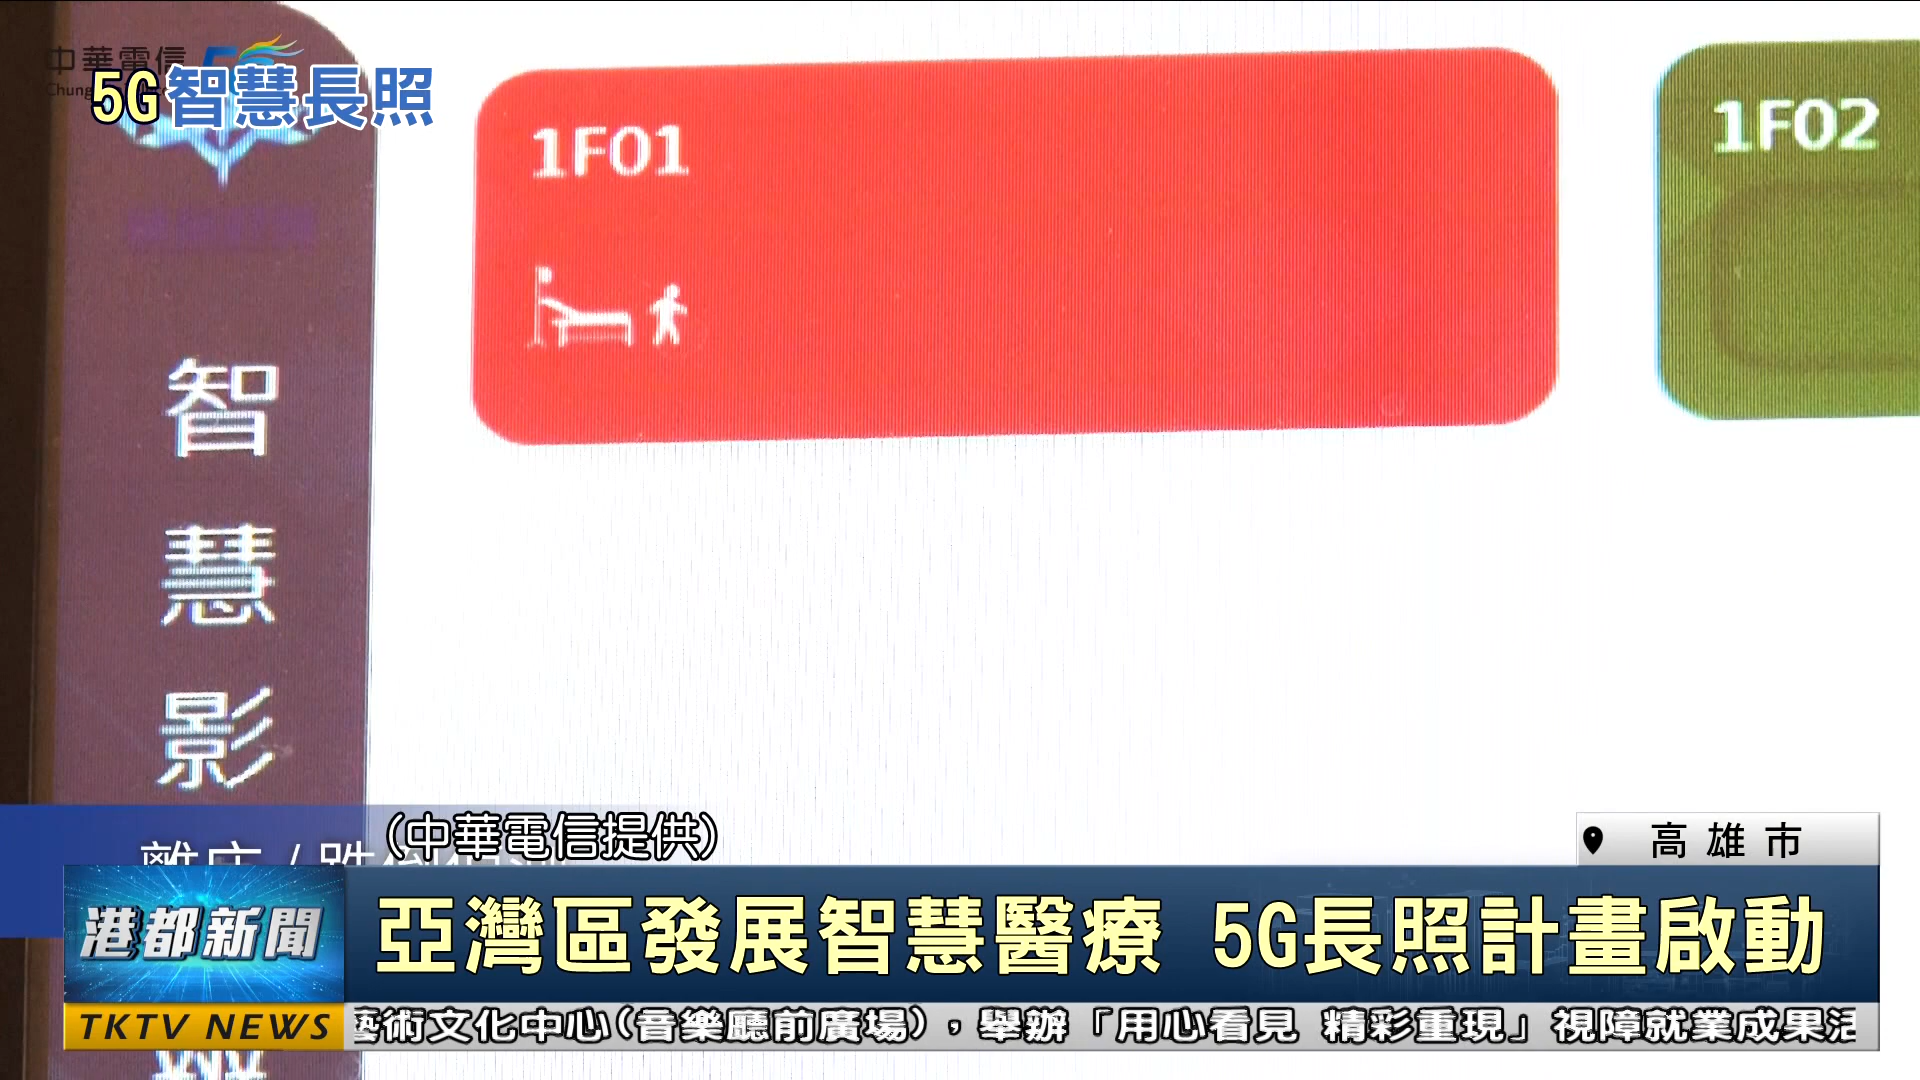 中華電信 5G
5G智慧長照
1F01
1F02
智
慧
影
(中華電信提供)
高雄市
港都新聞
亞灣區發展智慧醫療 5G長照計畫啟動
TKTV NEWS
藝術文化中心(音樂廳前廣場)，舉辦「用心看見 精彩重現」視障就業成果活